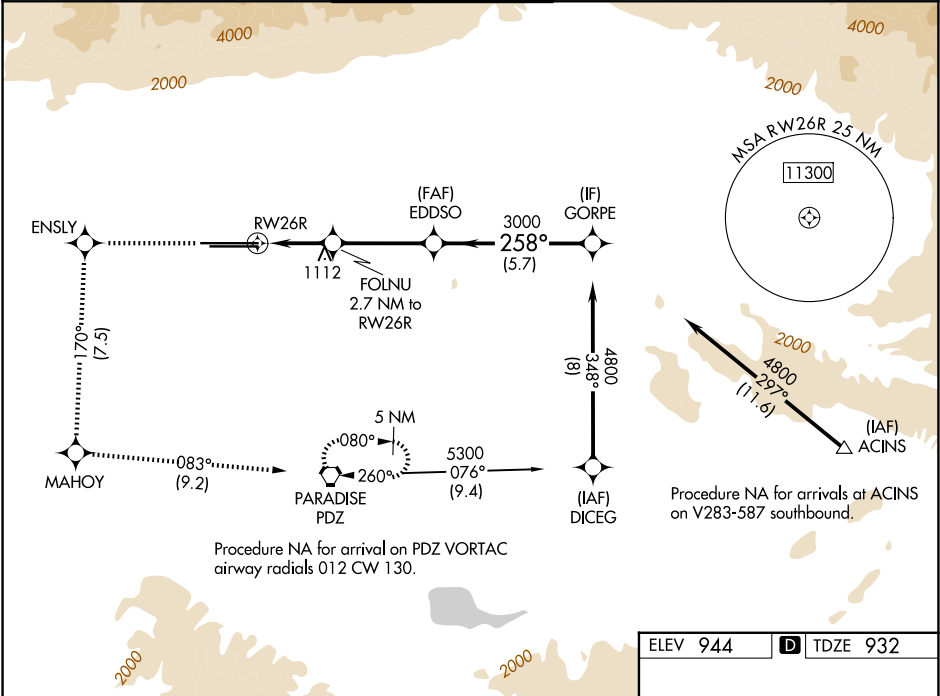 4000
2000
4000
2000
MSA RW26R 25 NM
11300
ENSLY
RW26R
(FAF)
EDDSO
(IF)
GORPE
3000
258°
(5.7)
1112
FOLNU
2.7 NM to
RW26R
170°
(7.5)
4800
348°
(8)
2000
4800
297°
(11.6)
(IAF)
ACINS
5 NM
080°
260°
5300
076°
(9.4)
MAHOY
083°
(9.2)
PARADISE
PDZ
(IAF)
DICEG
Procedure NA for arrivals at ACINS
on V283-587 southbound.
Procedure NA for arrival on PDZ VORTAC
airway radials 012 CW 130.
2000
2000
ELEV 944 D TDZE 932